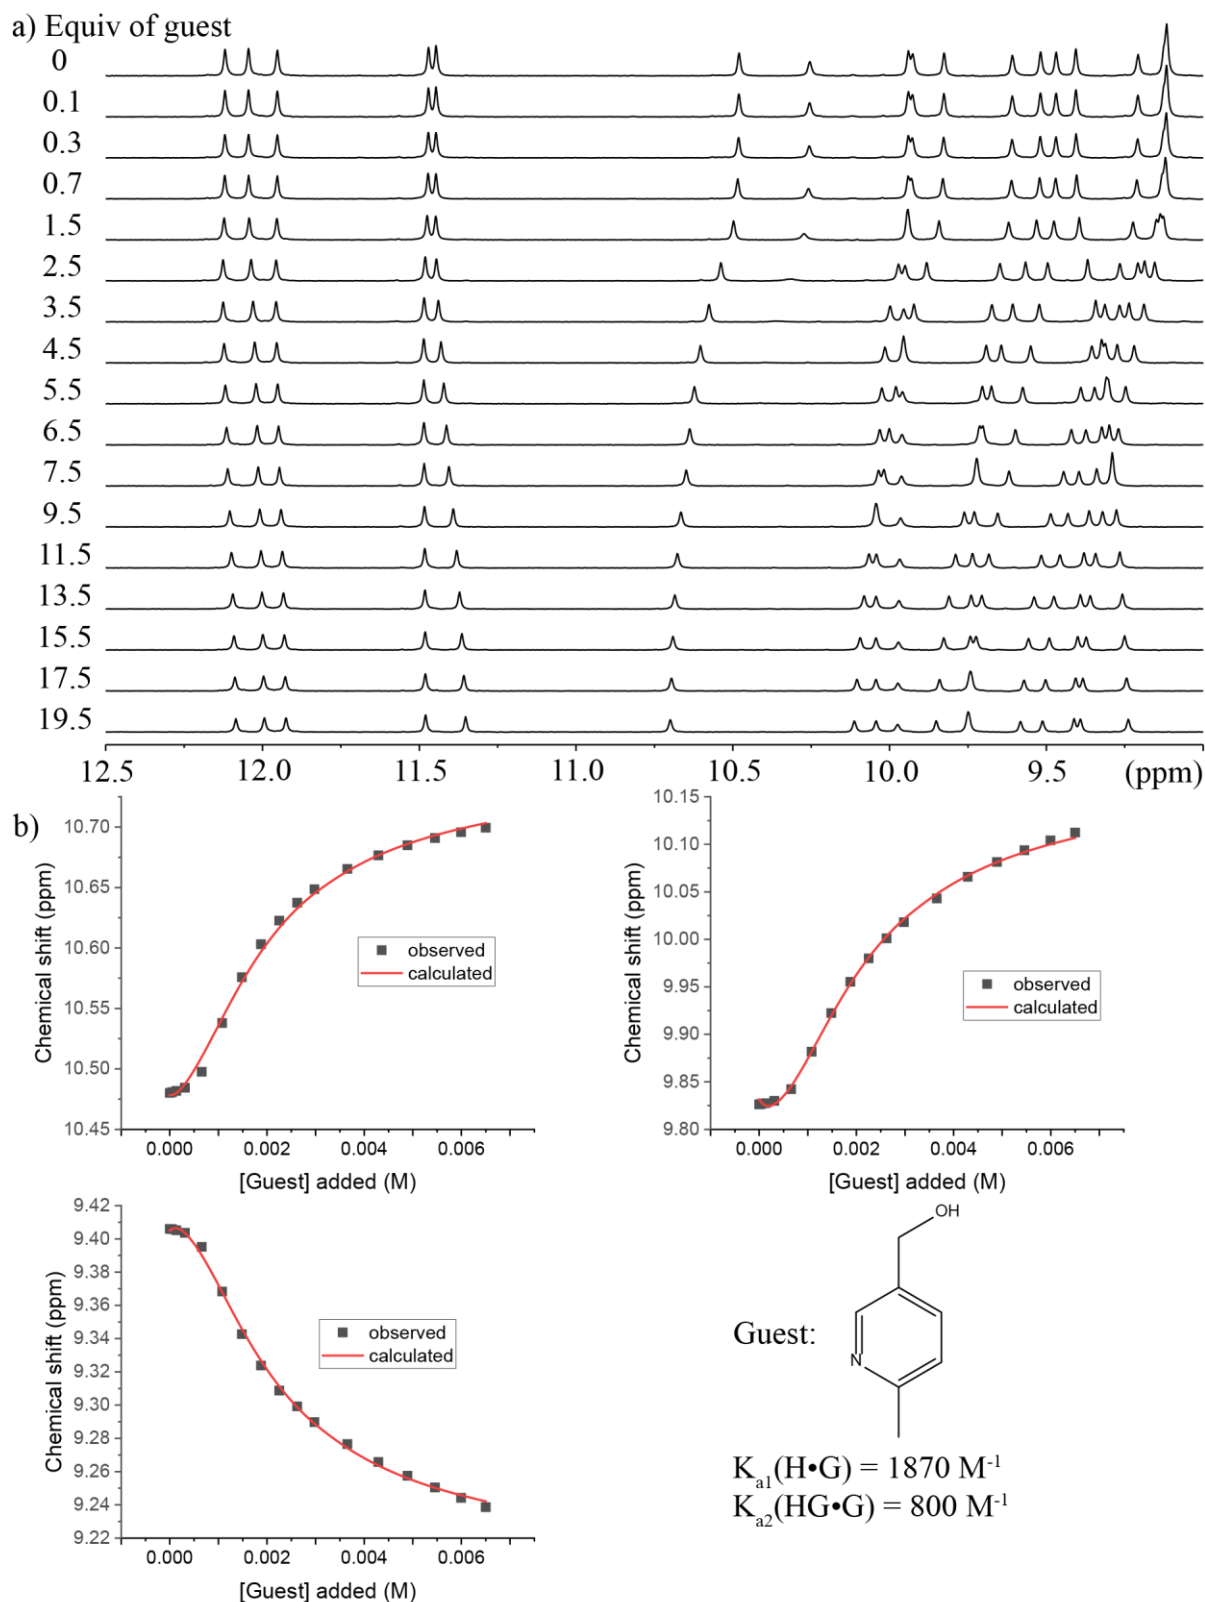 a) Equiv of guest
0
0.1
0.3
0.7
1.5
2.5
3.5
4.5
5.5
6.5
7.5
9.5
11.5
13.5
15.5
17.5
19.5
12.5 12.0 11.5 11.0 10.5 10.0 9.5 (ppm)
b)
10.70
10.65
10.60
10.55
10.50
10.45
Chemical shift (ppm)
observed
calculated
0.000 0.002 0.004 0.006
[Guest] added (M)
10.15
10.10
10.05
10.00
9.95
9.90
9.85
9.80
Chemical shift (ppm)
observed
calculated
0.000 0.002 0.004 0.006
[Guest] added (M)
9.42
9.40
9.38
9.36
9.34
9.32
9.30
9.28
9.26
9.24
9.22
Chemical shift (ppm)
observed
calculated
0.000 0.002 0.004 0.006
[Guest] added (M)
OH
Guest:
N
Kₐ₁(H•G) = 1870 M⁻¹
Kₐ₂(HG•G) = 800 M⁻¹